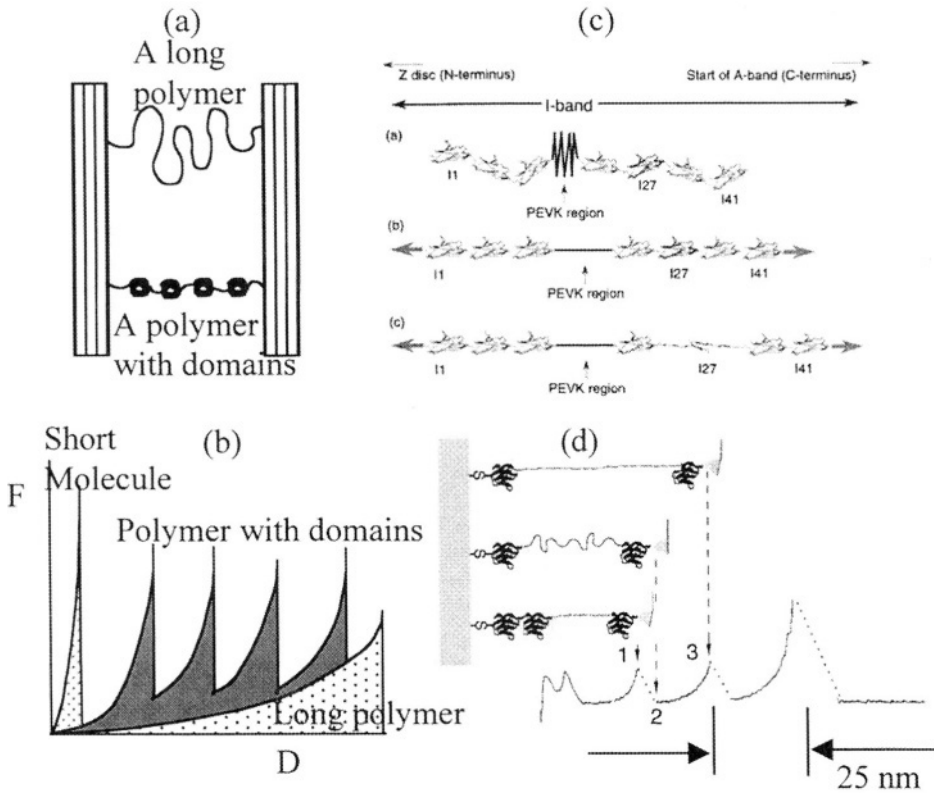 (a)
A long
polymer
A polymer
with domains
(c)
Z disc (N-terminus)
Start of A-band (C-terminus)
I-band
(a)
I1
I27
I41
PEVK region
(b)
I1
I27
I41
PEVK region
(c)
I1
I27
I41
PEVK region
(b)
Short
Molecule
F
Polymer with domains
Long polymer
D
(d)
S
S
S
1
3
2
25 nm